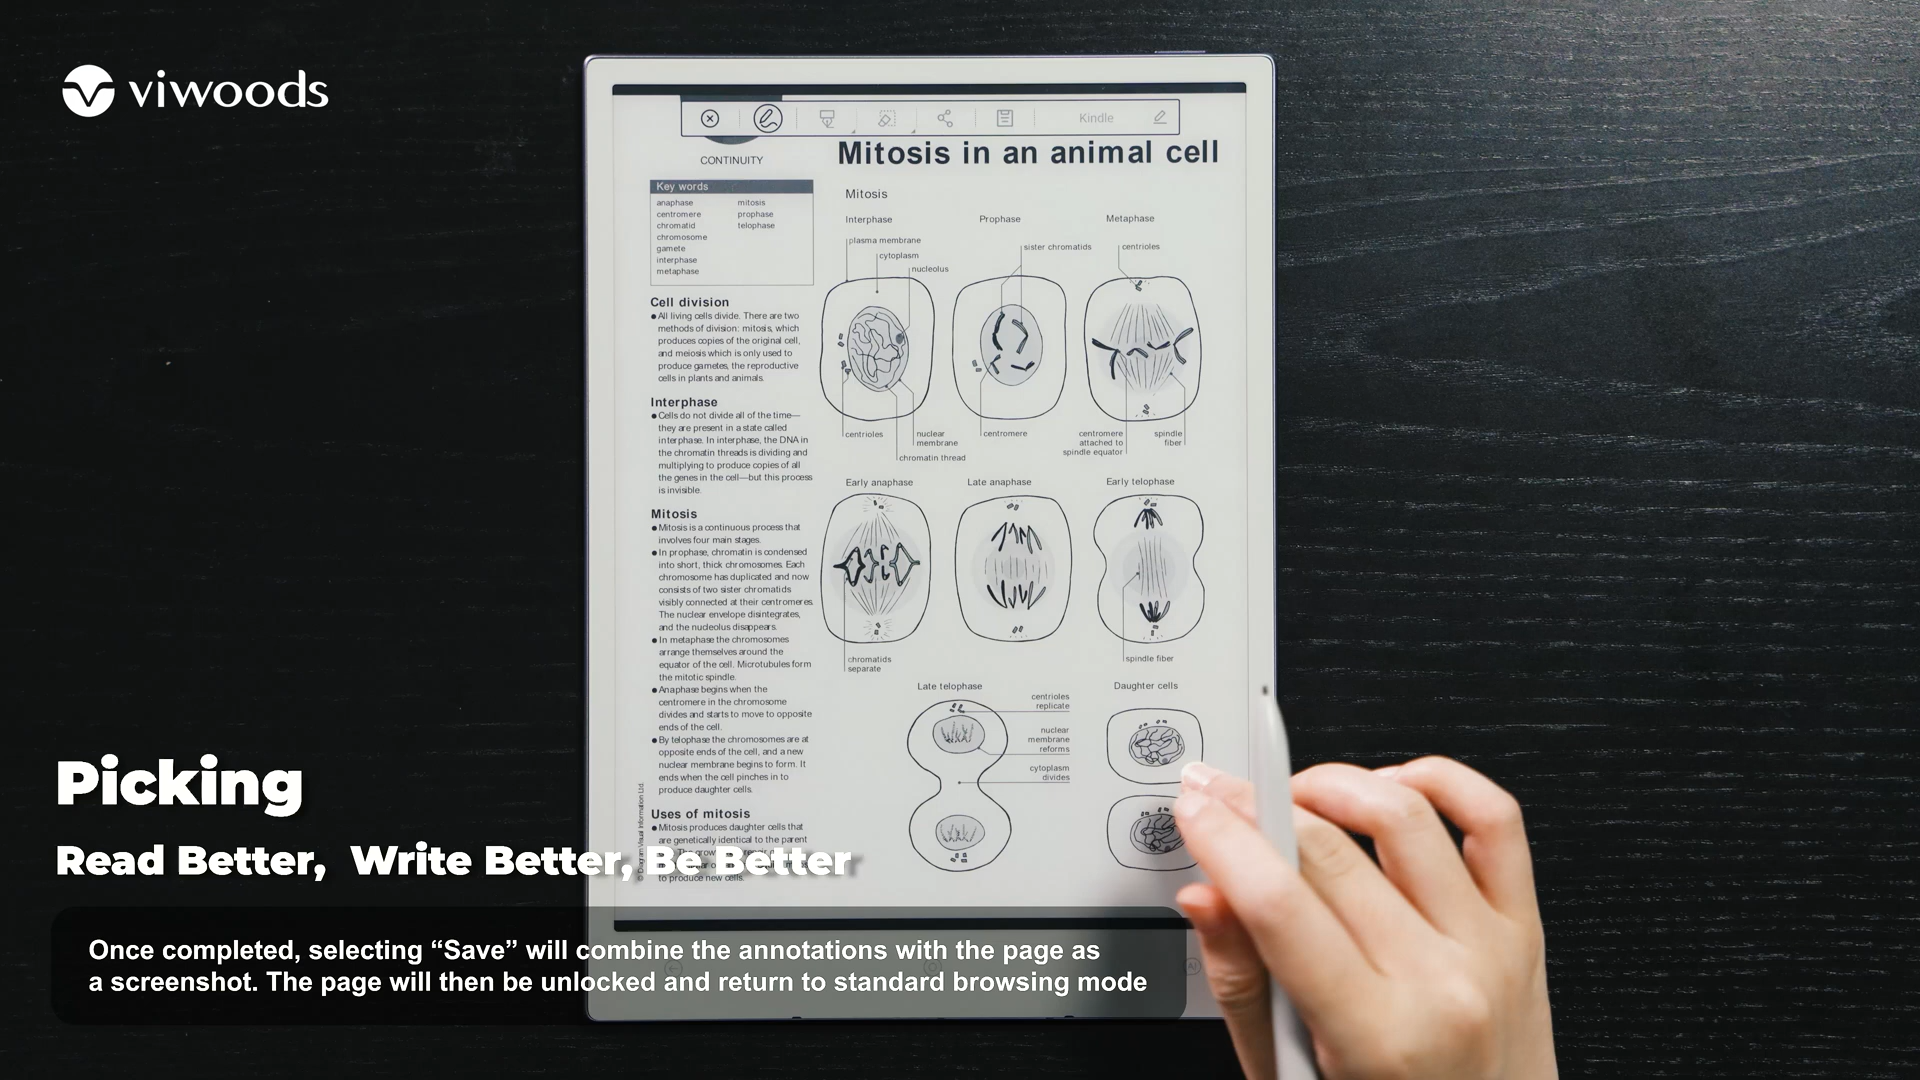 viwoods
Kindle
CONTINUITY
Mitosis in an animal cell
Key words
anaphase
centromere
chromatid
chromosome
gamete
interphase
metaphase
mitosis
prophase
telophase
Cell division
● All living cells divide. There are two
methods of division: mitosis, which
produces copies of the original cell,
and meiosis which is only used to
produce gametes, the reproductive
cells in plants and animals.
Interphase
● Cells do not divide all of the time—
they are present in a state called
interphase. In interphase, the DNA in
the chromatin threads is dividing and
multiplying to produce copies of all
the genes in the cell—but this process
is invisible.
Mitosis
● Mitosis is a continuous process that
involves four main stages.
● In prophase, chromatin is condensed
into short, thick chromosomes. Each
chromosome has duplicated and now
consists of two sister chromatids
visibly connected at their centromeres.
The nuclear envelope disintegrates,
and the nucleolus disappears.
● In metaphase the chromosomes
arrange themselves around the
equator of the cell. Microtubules form
the mitotic spindle.
● Anaphase begins when the
centromere in the chromosome
divides and starts to move to opposite
ends of the cell.
● By telophase the chromosomes are at
opposite ends of the cell, and a new
nuclear membrane begins to form. It
ends when the cell pinches in to
produce daughter cells.
Uses of mitosis
● Mitosis produces daughter cells that
are genetically identical to the parent
to produce new cells.
© Diagram Visual Information Ltd.
Mitosis
Interphase
Prophase
Metaphase
plasma membrane
cytoplasm
nucleolus
sister chromatids
centrioles
centrioles
nuclear
membrane
chromatin thread
centromere
centromere
attached to
spindle equator
spindle
fiber
Early anaphase
Late anaphase
Early telophase
chromatids
separate
spindle fiber
Late telophase
Daughter cells
centrioles
replicate
nuclear
membrane
reforms
cytoplasm
divides
Picking
Read Better, Write Better, Be Better
Once completed, selecting “Save” will combine the annotations with the page as
a screenshot. The page will then be unlocked and return to standard browsing mode
AI